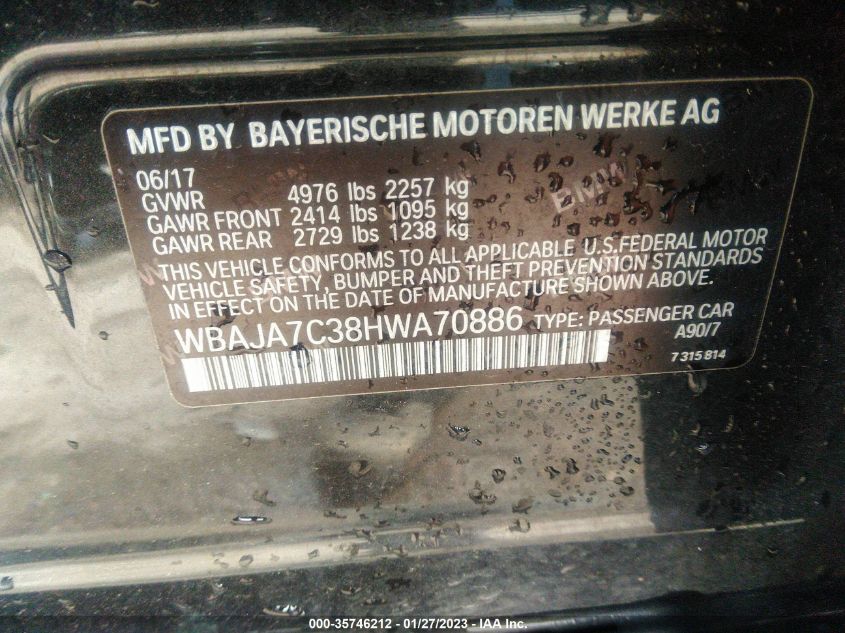 MFD BY BAYERISCHE MOTOREN WERKE AG
06/17
GVWR 4976 lbs 2257 kg
GAWR FRONT 2414 lbs 1095 kg
GAWR REAR 2729 lbs 1238 kg
THIS VEHICLE CONFORMS TO ALL APPLICABLE U.S.FEDERAL MOTOR
VEHICLE SAFETY, BUMPER AND THEFT PREVENTION STANDARDS
IN EFFECT ON THE DATE OF MANUFACTURE SHOWN ABOVE.
WBAJA7C38HWA70886 TYPE: PASSENGER CAR
A90/7
7 315 814
BMW
000-35746212 - 01/27/2023 - IAA Inc.